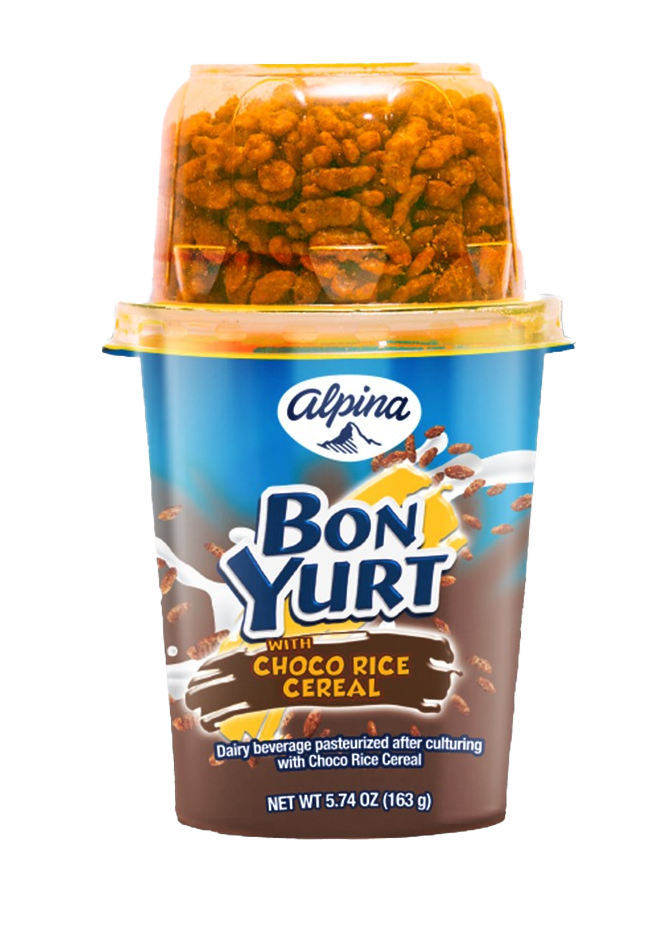 alpina
BON
YURT
WITH
CHOCO RICE
CEREAL
Dairy beverage pasteurized after culturing
with Choco Rice Cereal
NET WT 5.74 OZ (163 g)